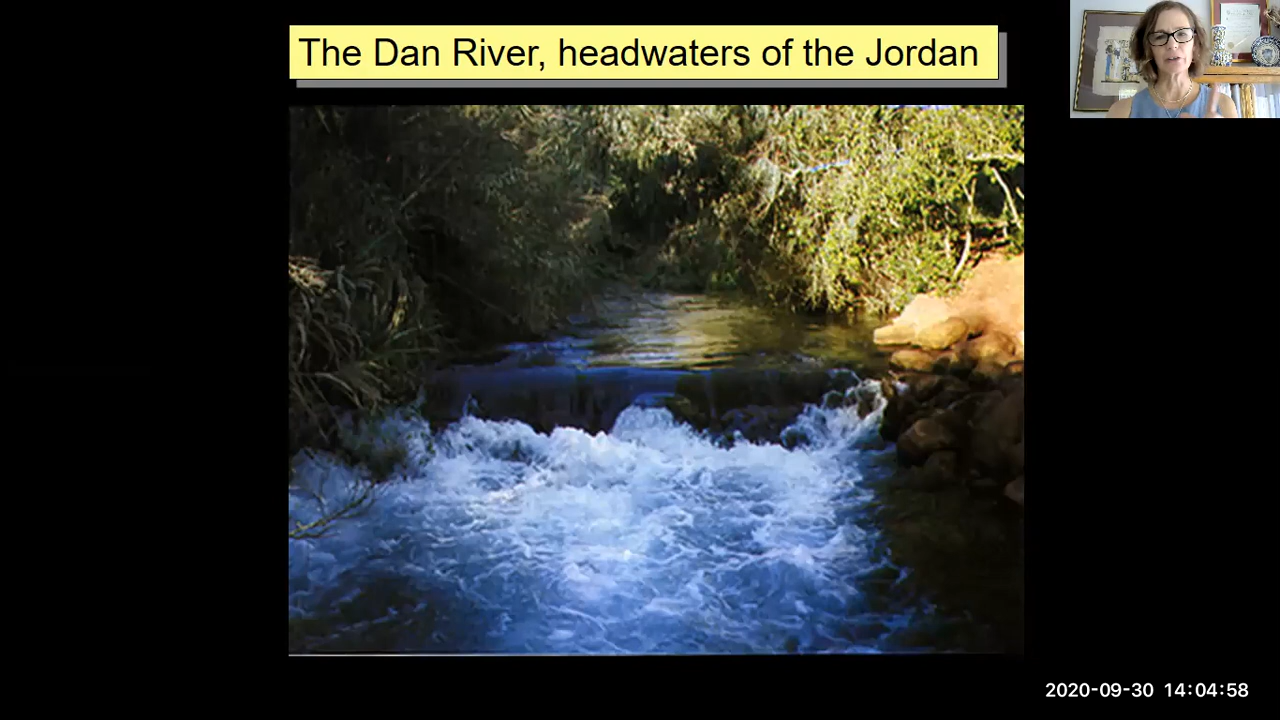 The Dan River, headwaters of the Jordan
2020-09-30 14:04:58